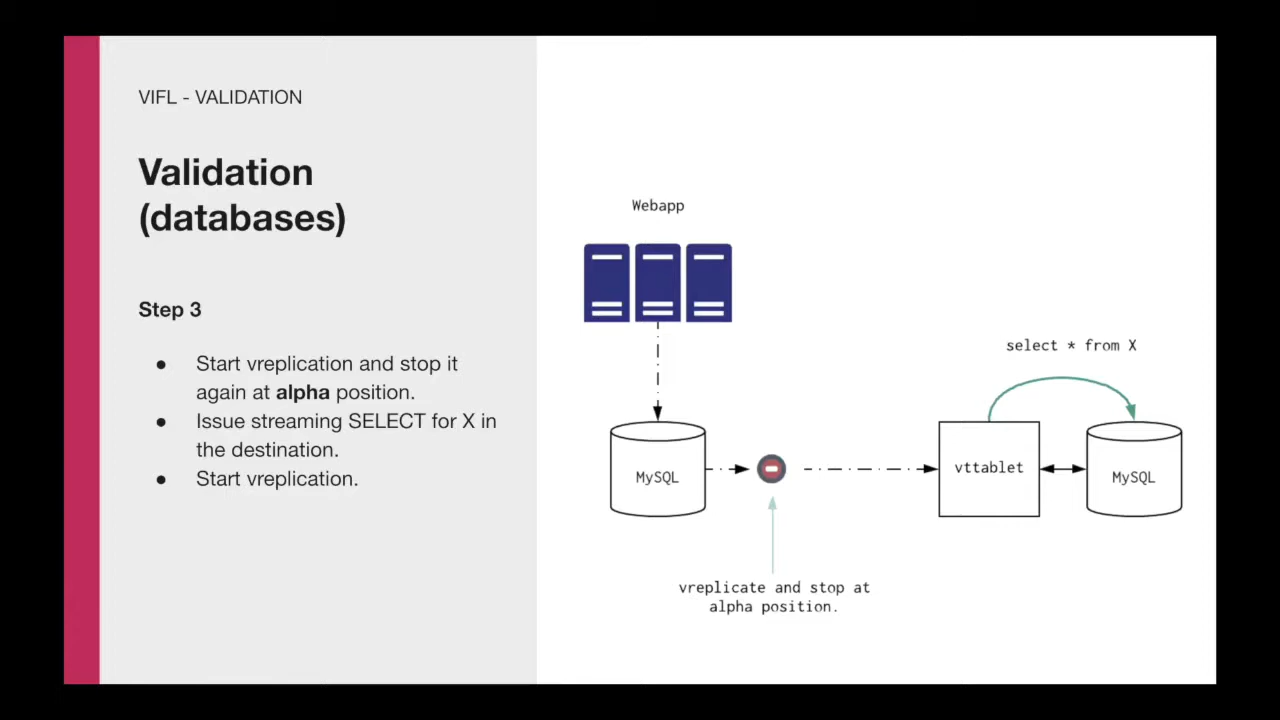 VIFL - VALIDATION
Validation
(databases)
Step 3
● Start vreplication and stop it
again at alpha position.
● Issue streaming SELECT for X in
the destination.
● Start vreplication.
Webapp
select * from X
MySQL
vttablet
MySQL
vreplicate and stop at
alpha position.